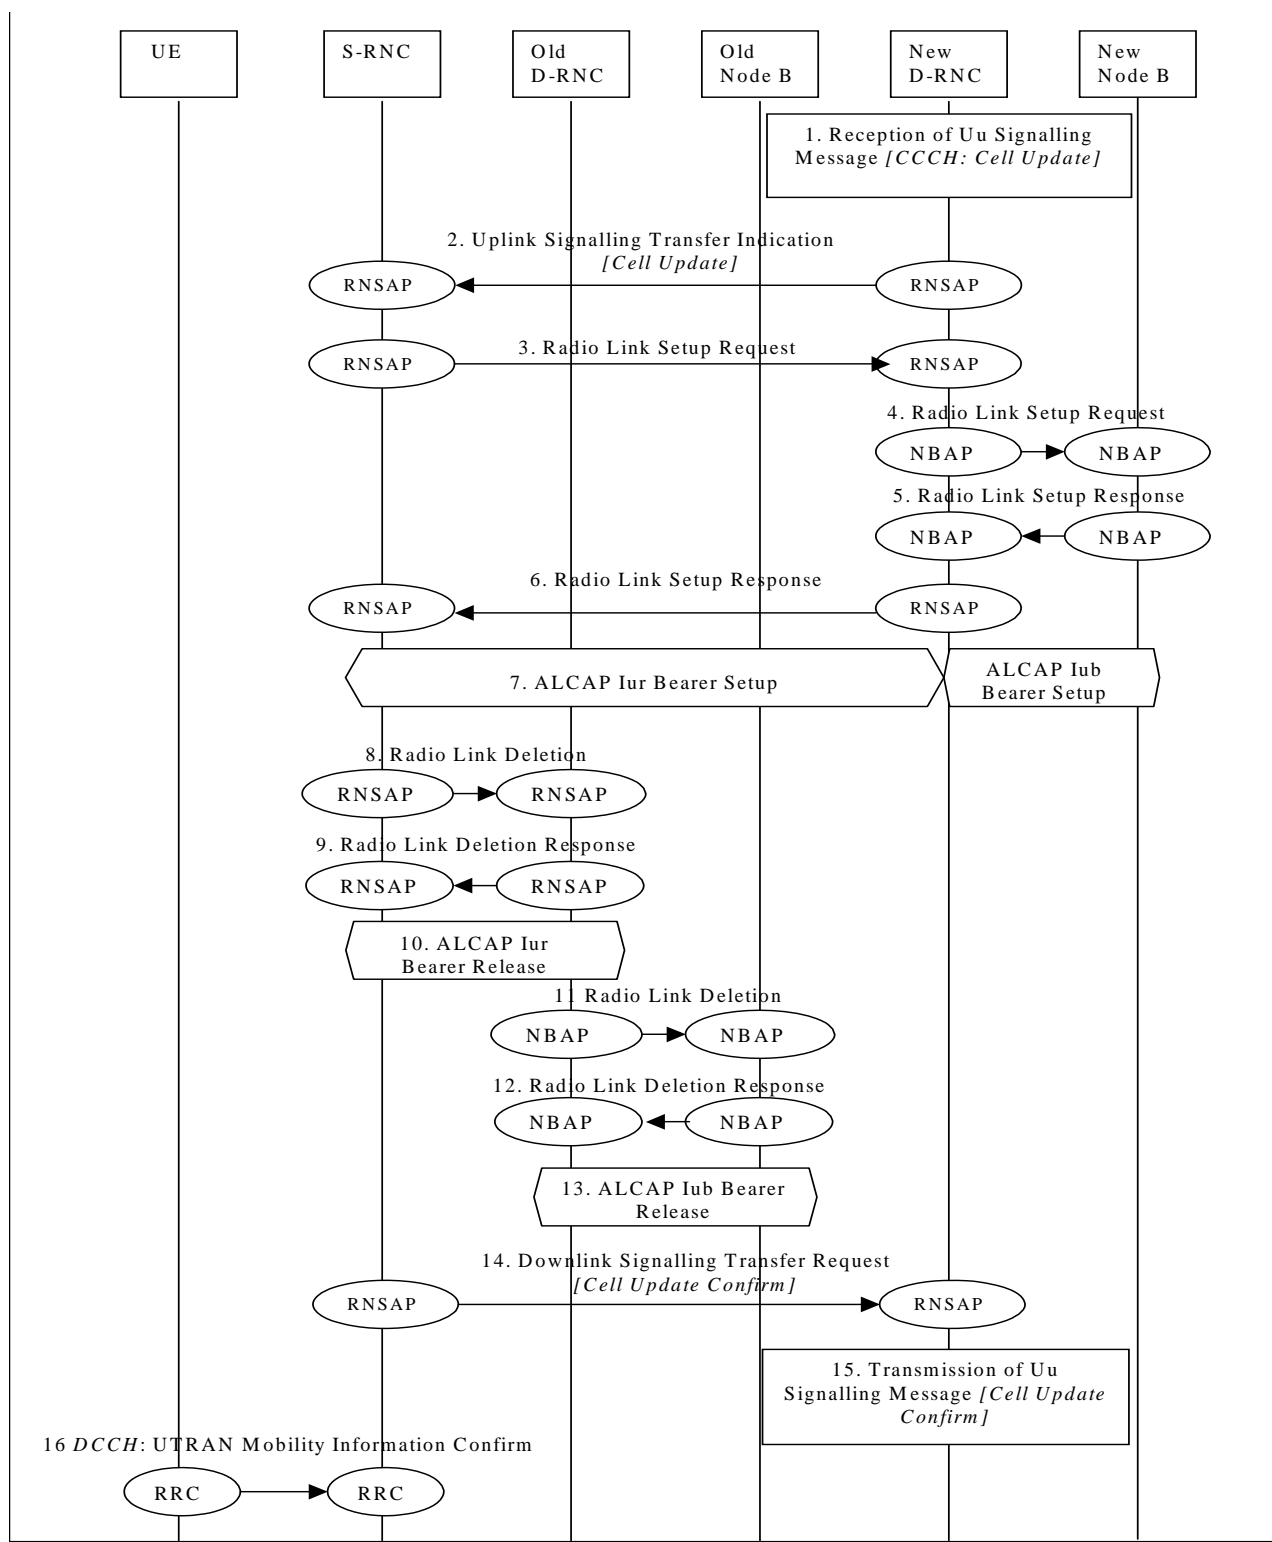 UE
S-RNC
Old
D-RNC
Old
Node B
New
D-RNC
New
Node B
1. Reception of Uu Signalling
Message [CCCH: Cell Update]
2. Uplink Signalling Transfer Indication
[Cell Update]
RNSAP
RNSAP
3. Radio Link Setup Request
RNSAP
RNSAP
4. Radio Link Setup Request
NBAP
NBAP
5. Radio Link Setup Response
NBAP
NBAP
6. Radio Link Setup Response
RNSAP
RNSAP
7. ALCAP Iur Bearer Setup
ALCAP Iub
Bearer Setup
8. Radio Link Deletion
RNSAP
RNSAP
9. Radio Link Deletion Response
RNSAP
RNSAP
10. ALCAP Iur
Bearer Release
11 Radio Link Deletion
NBAP
NBAP
12. Radio Link Deletion Response
NBAP
NBAP
13. ALCAP Iub Bearer
Release
14. Downlink Signalling Transfer Request
[Cell Update Confirm]
RNSAP
RNSAP
15. Transmission of Uu
Signalling Message [Cell Update
Confirm]
16 DCCH: UTRAN Mobility Information Confirm
RRC
RRC